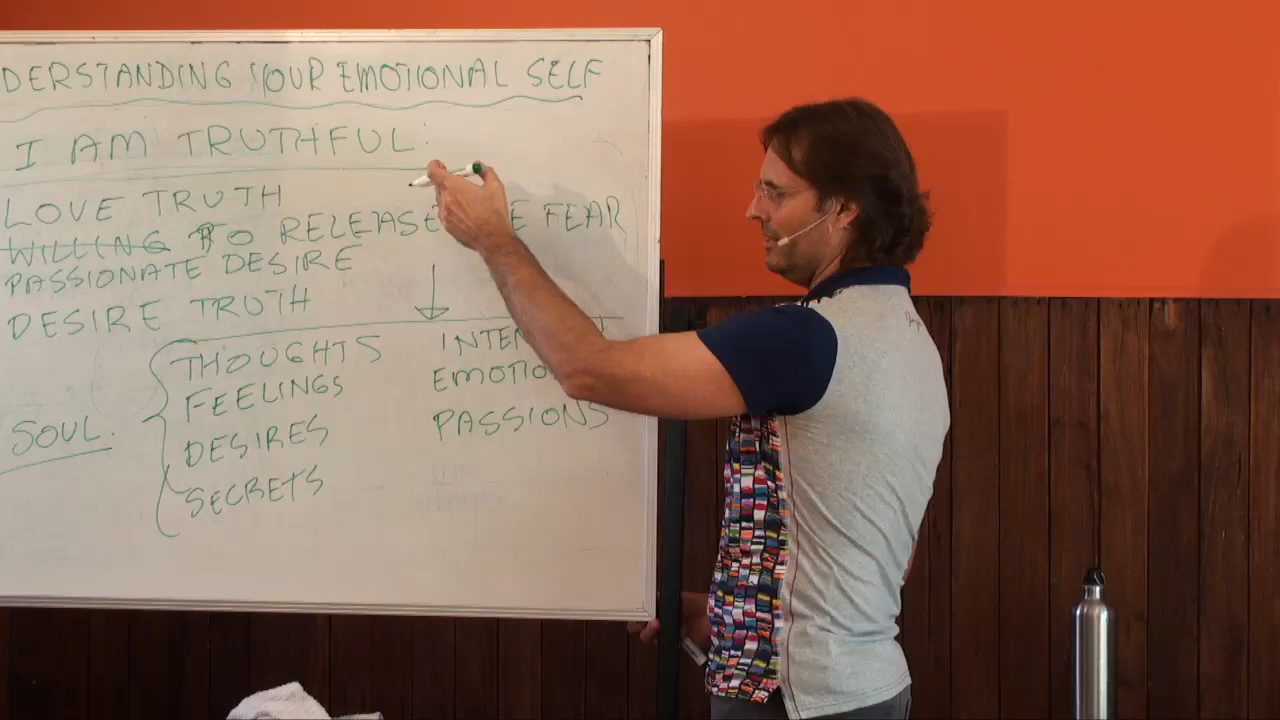 DERSTANDING YOUR EMOTIONAL SELF
I AM TRUTHFUL:
LOVE TRUTH
WILLING TO RELEASE E FEAR
PASSIONATE DESIRE
DESIRE TRUTH
THOUGHTS INTEN
FEELINGS EMOTIO
DESIRES PASSIONS
SECRETS
SOUL.